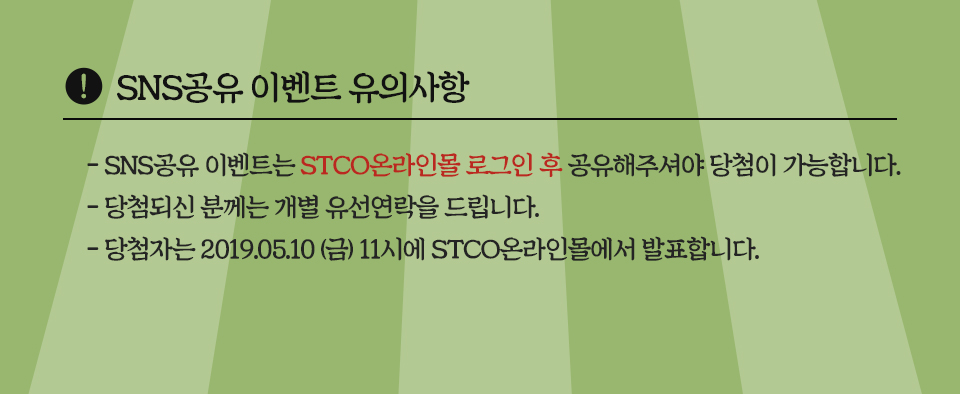 ! SNS공유 이벤트 유의사항
- SNS공유 이벤트는 STCO온라인몰 로그인 후 공유해주셔야 당첨이 가능합니다.
- 당첨되신 분께는 개별 유선연락을 드립니다.
- 당첨자는 2019.05.10 (금) 11시에 STCO온라인몰에서 발표합니다.